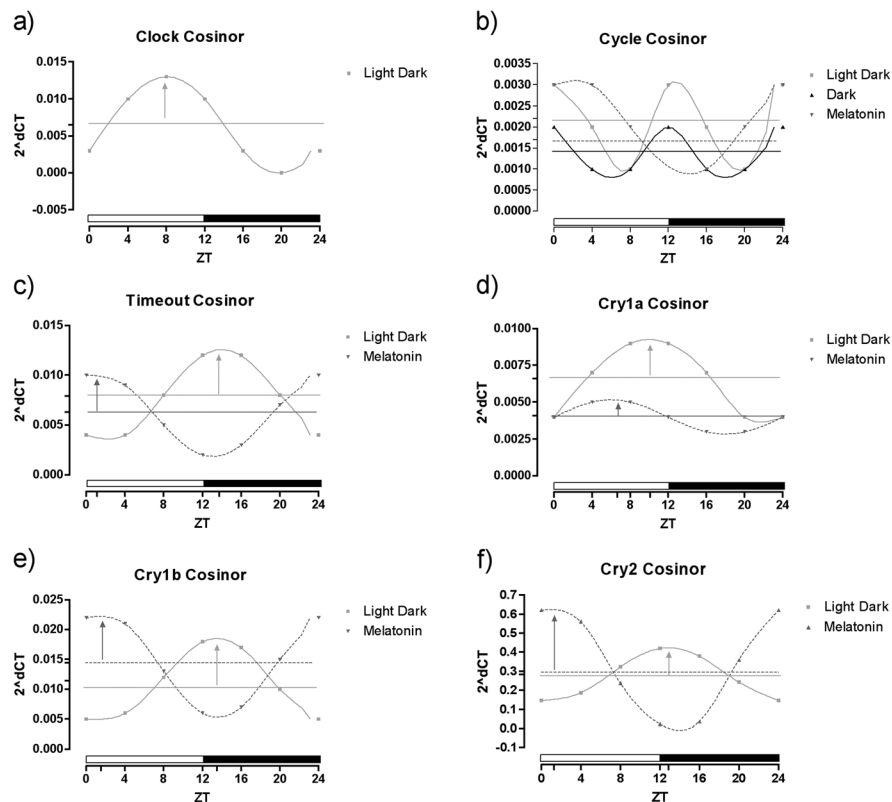 a)
Clock Cosinor
Light Dark
2^dCT
0.015
0.010
0.005
0.000
-0.005
0 4 8 12 16 20 24
ZT
b)
Cycle Cosinor
Light Dark
Dark
Melatonin
2^dCT
0.0035
0.0030
0.0025
0.0020
0.0015
0.0010
0.0005
0.0000
0 4 8 12 16 20 24
ZT
c)
Timeout Cosinor
Light Dark
Melatonin
2^dCT
0.015
0.010
0.005
0.000
0 4 8 12 16 20 24
ZT
d)
Cry1a Cosinor
Light Dark
Melatonin
2^dCT
0.0100
0.0075
0.0050
0.0025
0.0000
0 4 8 12 16 20 24
ZT
e)
Cry1b Cosinor
Light Dark
Melatonin
2^dCT
0.025
0.020
0.015
0.010
0.005
0.000
0 4 8 12 16 20 24
ZT
f)
Cry2 Cosinor
Light Dark
Melatonin
2^dCT
0.7
0.6
0.5
0.4
0.3
0.2
0.1
0.0
-0.1
0 4 8 12 16 20 24
ZT